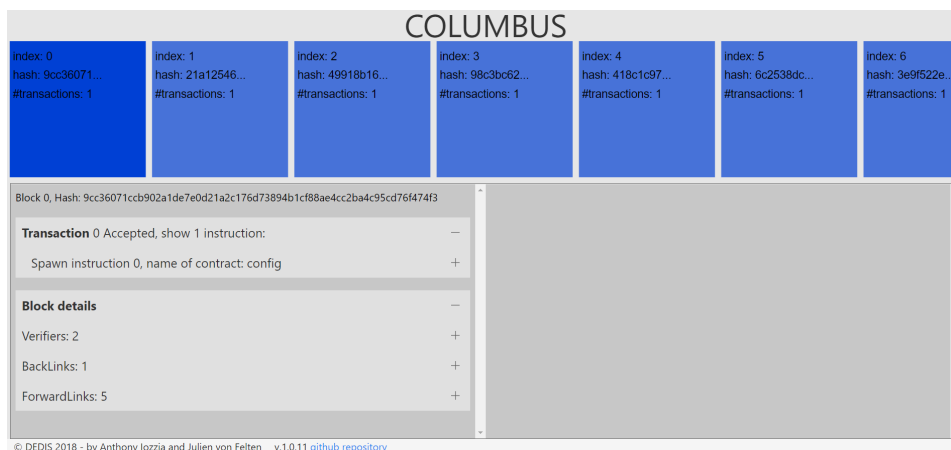 COLUMBUS
index: 0
hash: 9cc36071...
#transactions: 1
index: 1
hash: 21a12546...
#transactions: 1
index: 2
hash: 49918b16...
#transactions: 1
index: 3
hash: 98c3bc62...
#transactions: 1
index: 4
hash: 418c1c97...
#transactions: 1
index: 5
hash: 6c2538dc...
#transactions: 1
index: 6
hash: 3e9f522e...
#transactions: 1
Block 0, Hash: 9cc36071ccb902a1de7e0d21a2c176d73894b1cf88ae4cc2ba4c95cd76f474f3
Transaction 0 Accepted, show 1 instruction:
Spawn instruction 0, name of contract: config
Block details
Verifiers: 2
BackLinks: 1
ForwardLinks: 5
© DEDIS 2018 - by Anthony Iozzia and Julien von Felten v.1.0.11 github repository